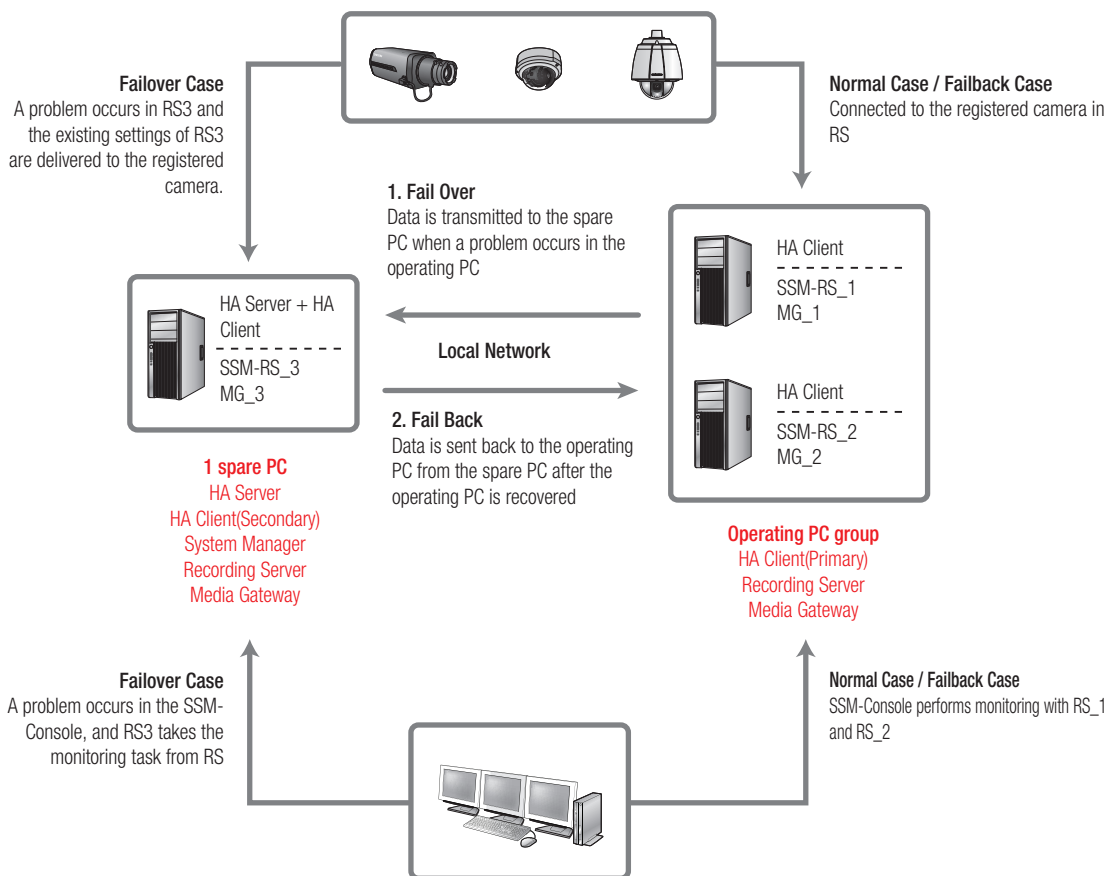 Failover Case
A problem occurs in RS3 and
the existing settings of RS3
are delivered to the registered
camera.
Normal Case / Failback Case
Connected to the registered camera in
RS
1. Fail Over
Data is transmitted to the spare
PC when a problem occurs in the
operating PC
HA Server + HA
Client
SSM-RS_3
MG_3
Local Network
HA Client
SSM-RS_1
MG_1
HA Client
SSM-RS_2
MG_2
2. Fail Back
Data is sent back to the operating
PC from the spare PC after the
operating PC is recovered
1 spare PC
HA Server
HA Client(Secondary)
System Manager
Recording Server
Media Gateway
Operating PC group
HA Client(Primary)
Recording Server
Media Gateway
Failover Case
A problem occurs in the SSM-
Console, and RS3 takes the
monitoring task from RS
Normal Case / Failback Case
SSM-Console performs monitoring with RS_1
and RS_2